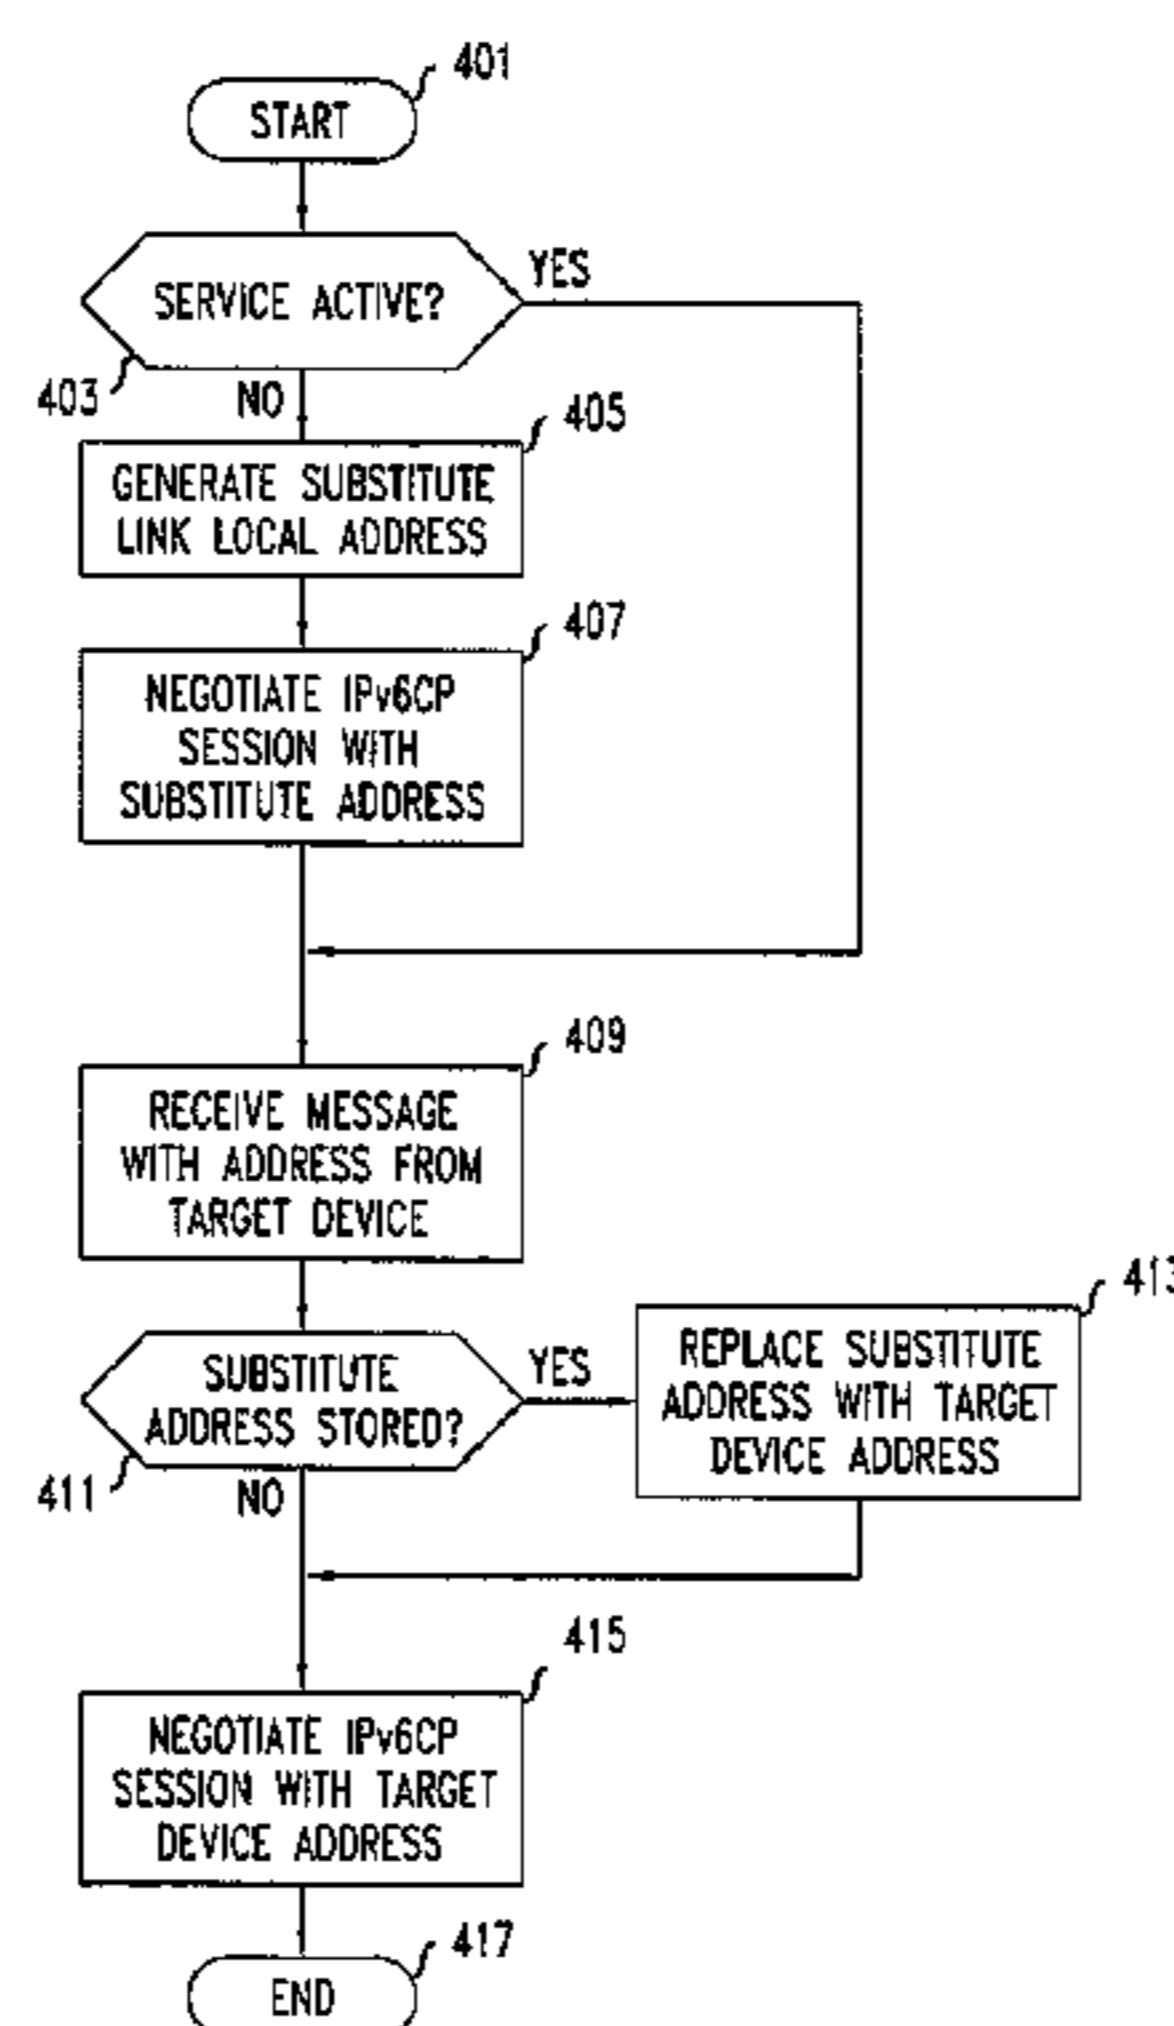 401
START
SERVICE ACTIVE?
YES
403
NO
405
GENERATE SUBSTITUTE
LINK LOCAL ADDRESS
407
NEGOTIATE IPv6CP
SESSION WITH
SUBSTITUTE ADDRESS
409
RECEIVE MESSAGE
WITH ADDRESS FROM
TARGET DEVICE
SUBSTITUTE
ADDRESS STORED?
YES
411
NO
413
REPLACE SUBSTITUTE
ADDRESS WITH TARGET
DEVICE ADDRESS
415
NEGOTIATE IPv6CP
SESSION WITH TARGET
DEVICE ADDRESS
417
END